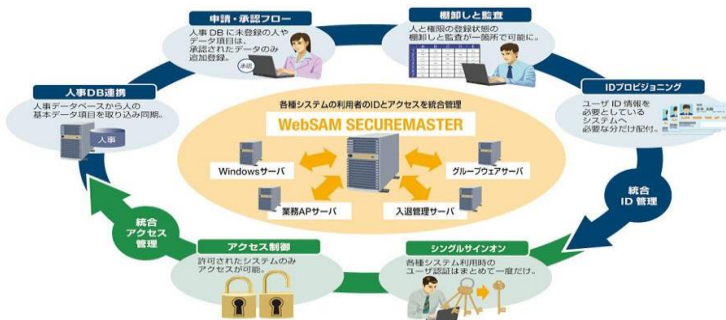 申請・承認フロー
人事DBに未登録の人や
データ項目は、
承認されたデータのみ
追加登録。
承認
棚卸しと監査
人と権限の登録状態の
棚卸しと監査が一箇所で可能に。
人事DB連携
人事データベースから人の
基本データ項目を取り込み同期。
人事
IDプロビジョニング
ユーザID情報を
必要としている
システムへ
必要な分だけ配付。
各種システムの利用者のIDとアクセスを統合管理
WebSAM SECUREMASTER
Windowsサーバ
グループウェアサーバ
業務APサーバ
入退管理サーバ
統合
アクセス
管理
統合
ID管理
アクセス制御
許可されたシステムのみ
アクセスが可能。
シングルサインオン
各種システム利用時の
ユーザ認証はまとめて一度だけ。